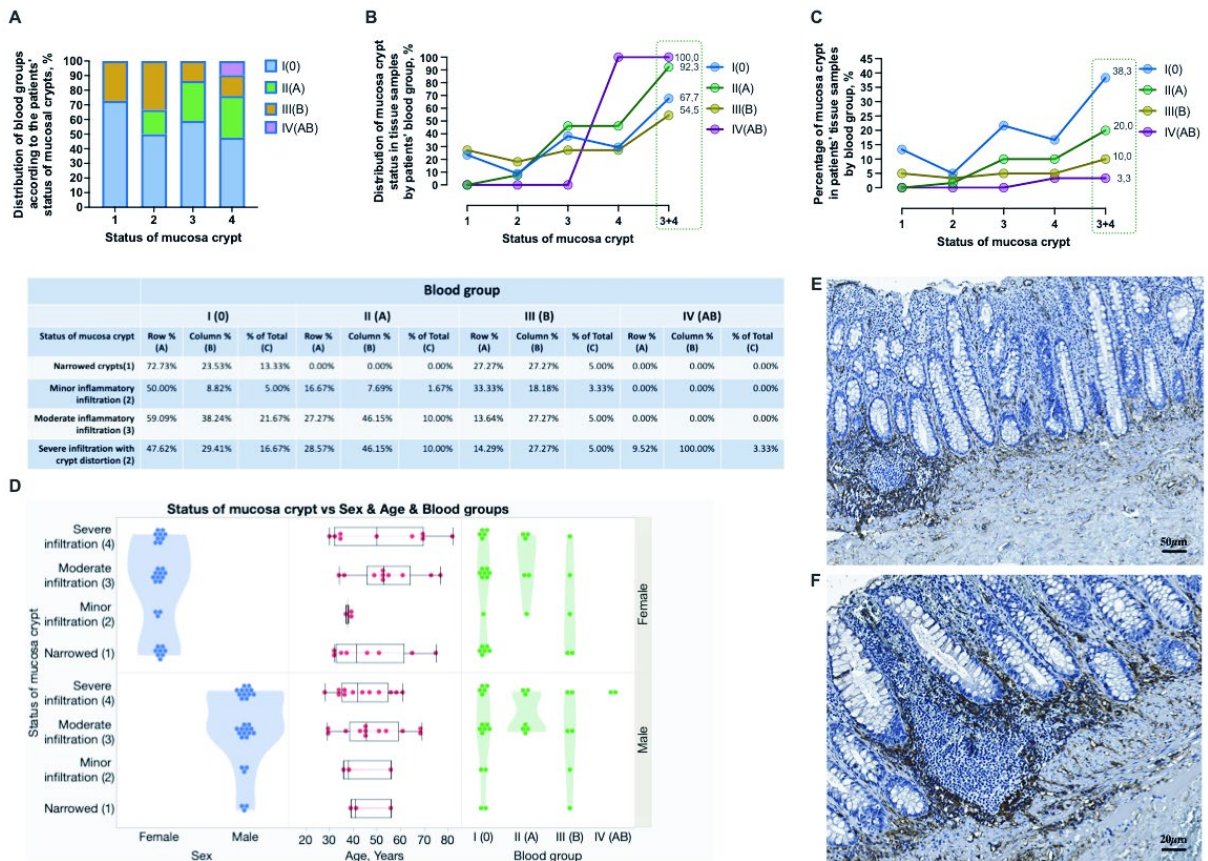 A
Distribution of blood groups
according to the patients'
status of mucosal crypts, %
100
90
80
70
60
50
40
30
20
10
0
1 2 3 4
Status of mucosa crypt
I(0)
II(A)
III(B)
IV(AB)
B
Distribution of mucosa crypt
status in tissue samples
by patients' blood group, %
100
90
80
70
60
50
40
30
20
10
0
1 2 3 4 3+4
Status of mucosa crypt
100,0
92,3
67,7
54,5
I(0)
II(A)
III(B)
IV(AB)
C
Percentage of mucosa crypt
in patients' tissue samples
by blood group, %
45
40
35
30
25
20
15
10
5
0
1 2 3 4 3+4
Status of mucosa crypt
38,3
20,0
10,0
3,3
I(0)
II(A)
III(B)
IV(AB)
Blood group
I (0) II (A) III (B) IV (AB)
Status of mucosa crypt Row % (A) Column % (B) % of Total (C) Row % (A) Column % (B) % of Total (C) Row % (A) Column % (B) % of Total (C) Row % (A) Column % (B) % of Total (C)
Narrowed crypts(1) 72.73% 23.53% 13.33% 0.00% 0.00% 0.00% 27.27% 27.27% 5.00% 0.00% 0.00% 0.00%
Minor inflammatory infiltration (2) 50.00% 8.82% 5.00% 16.67% 7.69% 1.67% 33.33% 18.18% 3.33% 0.00% 0.00% 0.00%
Moderate inflammatory infiltration (3) 59.09% 38.24% 21.67% 27.27% 46.15% 10.00% 13.64% 27.27% 5.00% 0.00% 0.00% 0.00%
Severe infiltration with crypt distortion (2) 47.62% 29.41% 16.67% 28.57% 46.15% 10.00% 14.29% 27.27% 5.00% 9.52% 100.00% 3.33%
D
Status of mucosa crypt vs Sex & Age & Blood groups
Status of mucosa crypt
Severe
infiltration (4)
Moderate
infiltration (3)
Minor
infiltration (2)
Narrowed (1)
Female
Severe
infiltration (4)
Moderate
infiltration (3)
Minor
infiltration (2)
Narrowed (1)
Male
Female Male 20 30 40 50 60 70 80 I (0) II (A) III (B) IV (AB)
Sex Age, Years Blood group
E
50µm
F
20µm